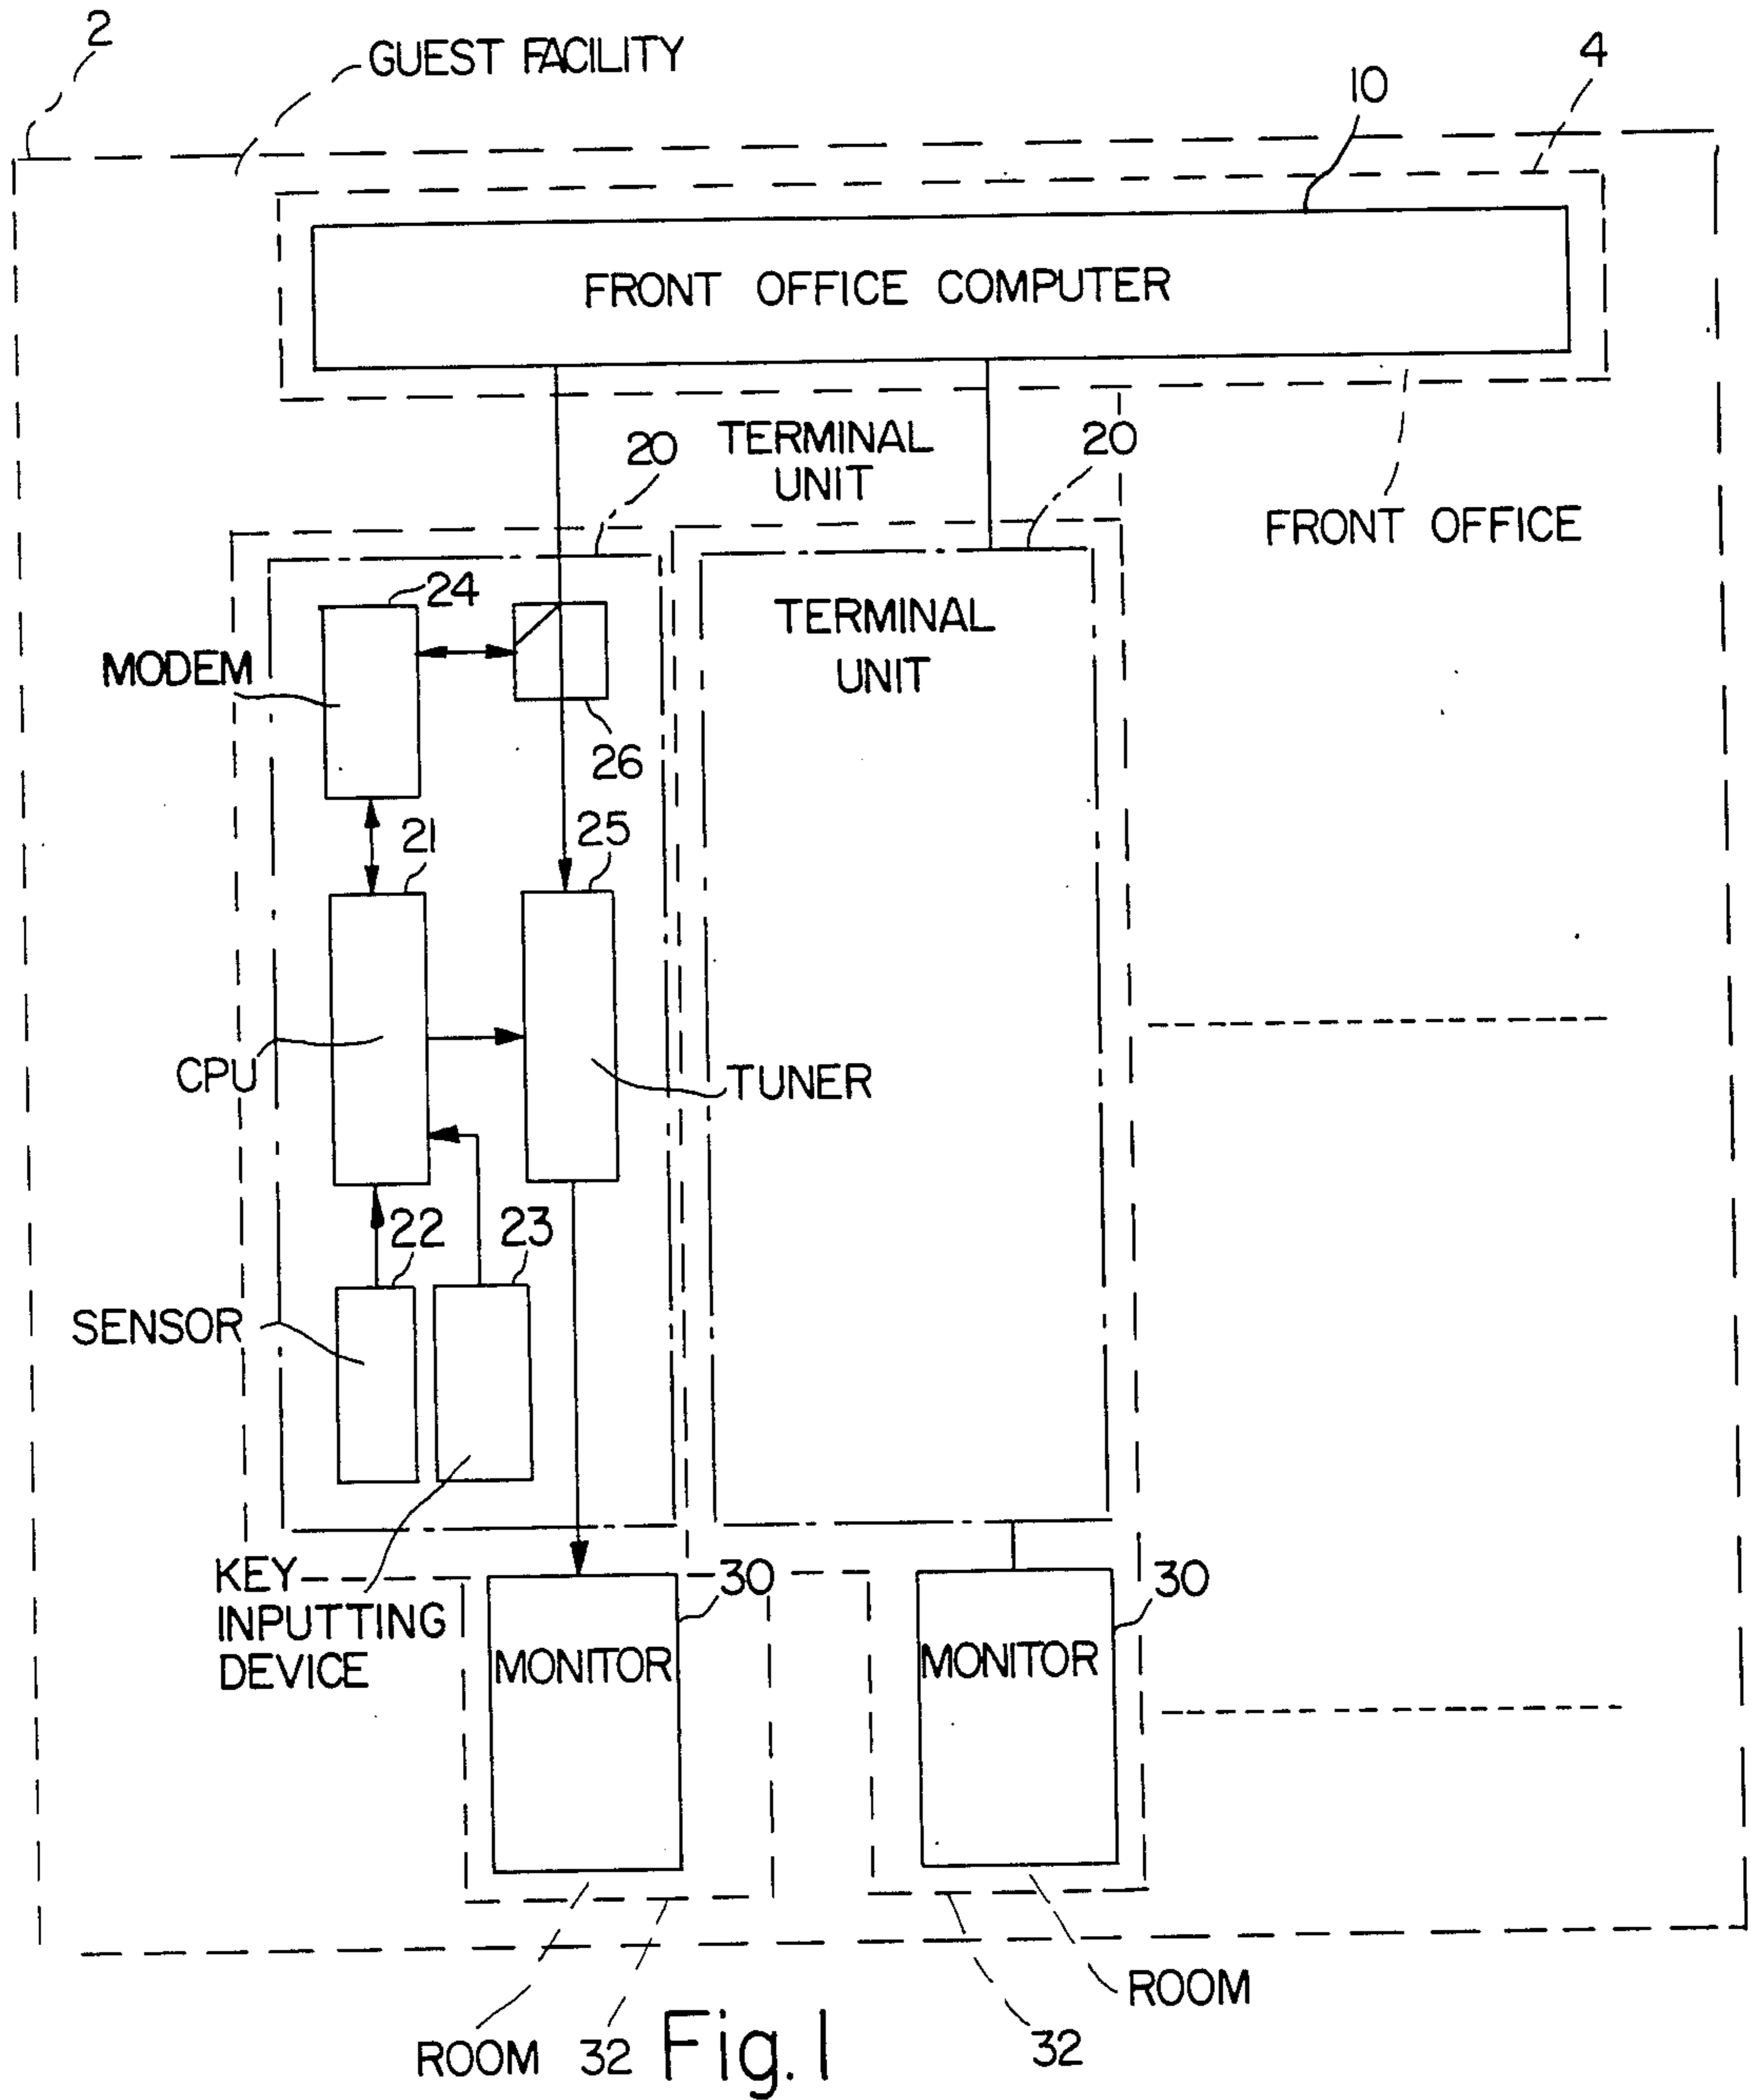 2
GUEST FACILITY
4
10
FRONT OFFICE COMPUTER
20
TERMINAL
UNIT
20
FRONT OFFICE
24
TERMINAL
UNIT
MODEM
26
21
25
CPU
TUNER
22
23
SENSOR
KEY
INPUTTING
DEVICE
30
30
MONITOR
MONITOR
ROOM
ROOM
32
32
Fig. 1